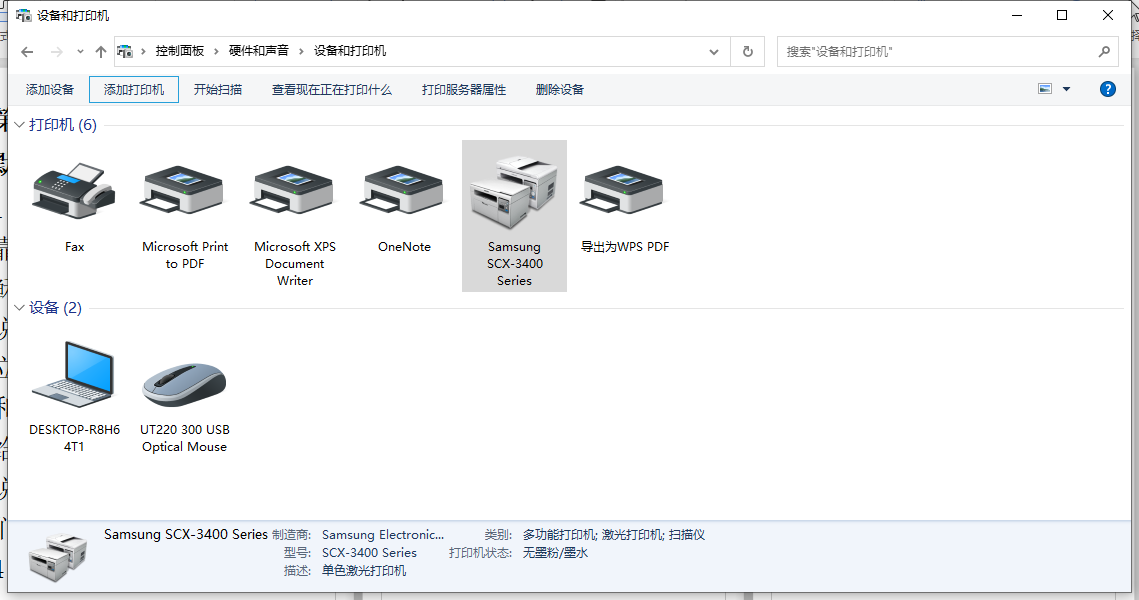 设备和打印机
控制面板 硬件和声音 设备和打印机
搜索"设备和打印机"
添加设备 添加打印机 开始扫描 查看现在正在打印什么 打印服务器属性 删除设备
打印机 (6)
Fax
Microsoft Print
to PDF
Microsoft XPS
Document
Writer
OneNote
Samsung
SCX-3400
Series
导出为WPS PDF
设备 (2)
DESKTOP-R8H6
4T1
UT220 300 USB
Optical Mouse
Samsung SCX-3400 Series 制造商: Samsung Electronic... 类别: 多功能打印机; 激光打印机; 扫描仪
型号: SCX-3400 Series 打印机状态: 无墨粉/墨水
描述: 单色激光打印机